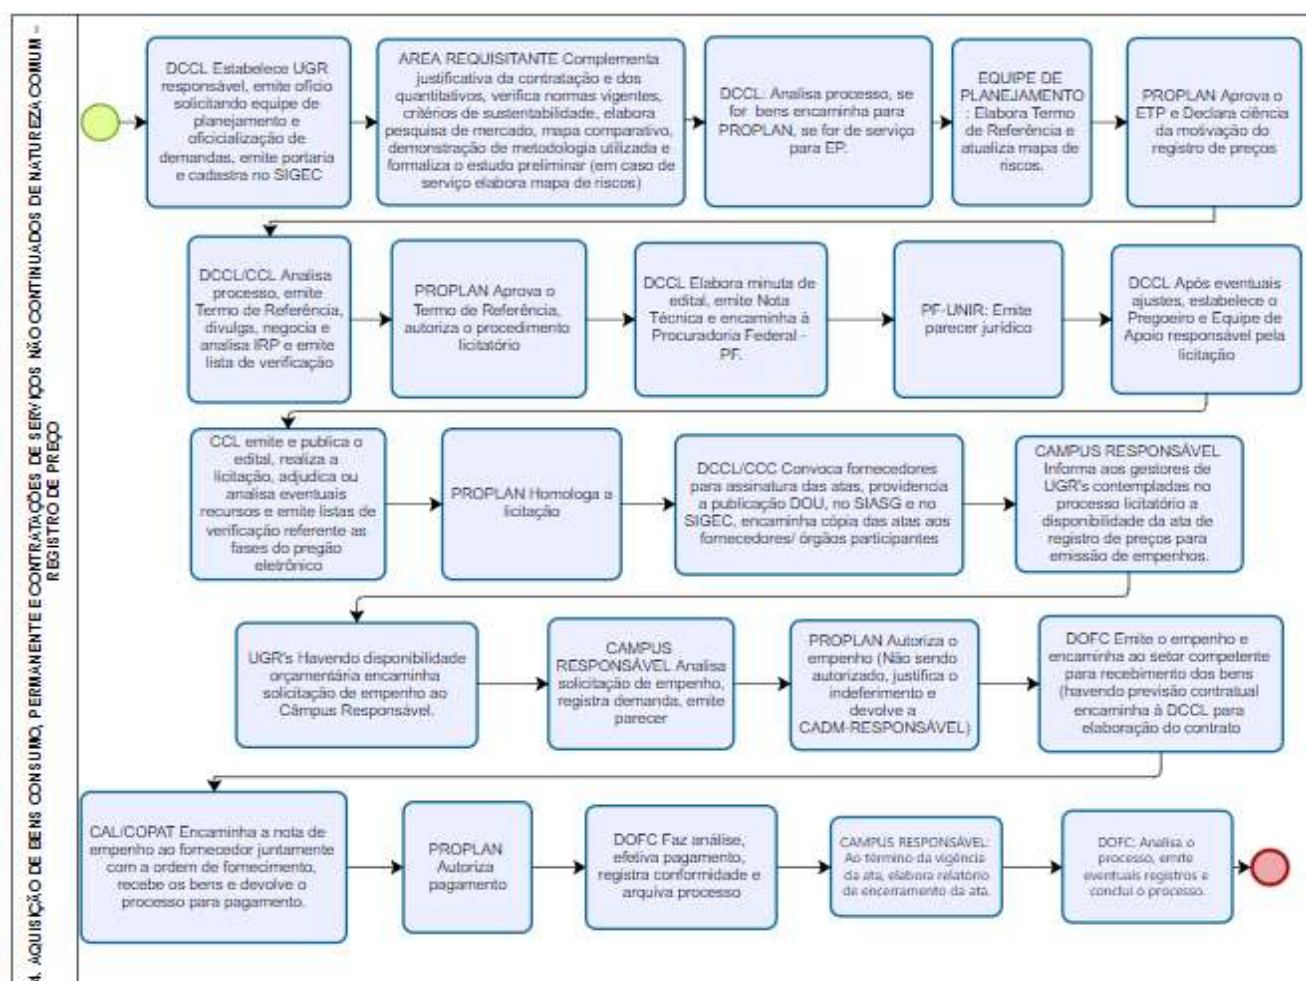 4. AQUISIÇÃO DE BENS CONSUMO, PERMANENTE E CONTRATAÇÕES DE SERVIÇOS NÃO CONTINUADOS DE NATUREZA COMUM –
REGISTRO DE PREÇO
DCCL Estabelece UGR
responsável, emite ofício
solicitando equipe de
planejamento e
oficicialização de
demandas, emite portaria
e cadastra no SIGEC
AREA REQUISITANTE Complementa
justificativa da contratação e dos
quantitativos, verifica normas vigentes,
critérios de sustentabilidade, elabora
pesquisa de mercado, mapa comparativo,
demonstração de metodologia utilizada e
formaliza o estudo preliminar (em caso de
serviço elabora mapa de riscos)
DCCL: Analisa processo, se
for bens encaminha para
PROPLAN, se for de serviço
para EP.
EQUIPE DE
PLANEJAMENTO
: Elabora Termo
de Referência e
atualiza mapa de
riscos.
PROPLAN Aprova o
ETP e Declara ciência
da motivação do
registro de preços
DCCL/CCL Analisa
processo, emite
Termo de Referência,
divulga, negocia e
analisa IRP e emite
lista de verificação
PROPLAN Aprova o
Termo de Referência,
autoriza o procedimento
licitatório
DCCL Elabora minuta de
edital, emite Nota
Técnica e encaminha à
Procuradoria Federal -
PF.
PF-UNIR: Emite
parecer jurídico
DCCL Após eventuais
ajustes, estabelece o
Pregoeiro e Equipe de
Apoio responsável pela
licitação
CCL emite e publica o
edital, realiza a
licitação, adjudica ou
analisa eventuais
recursos e emite listas de
verificação referente as
fases do pregão
eletrônico
PROPLAN Homologa a
licitação
DCCL/CCC Convoca fornecedores
para assinatura das atas, providencia
a publicação DOU, no SIASG e no
SIGEC, encaminha cópia das atas aos
fornecedores/ órgãos participantes
CAMPUS RESPONSÁVEL
Informa aos gestores de
UGR's contempladas no
processo licitatório a
disponibilidade da ata de
registro de preços para
emissão de empenhos.
UGR's Havendo disponibilidade
orçamentária encaminha
solicitação de empenho ao
Câmpus Responsável.
CAMPUS
RESPONSÁVEL Analisa
solicitação de empenho,
registra demanda, emite
parecer
PROPLAN Autoriza o
empenho (Não sendo
autorizado, justifica o
indeferimento e
devolve a
CADM-RESPONSÁVEL)
DOFC Emite o empenho e
encaminha ao setor competente
para recebimento dos bens
(havendo previsão contratual
encaminha à DCCL para
elaboração do contrato
CAL/COPAT Encaminha a nota de
empenho ao fornecedor juntamente
com a ordem de fornecimento,
recebe os bens e devolve o
processo para pagamento.
PROPLAN
Autoriza
pagamento
DOFC Faz análise,
efetiva pagamento,
registra conformidade e
arquiva processo
CAMPUS RESPONSÁVEL:
Ao término da vigência
da ata, elabora relatório
de encerramento da ata.
DOFC: Analisa o
processo, emite
eventuais registros e
conclui o processo.